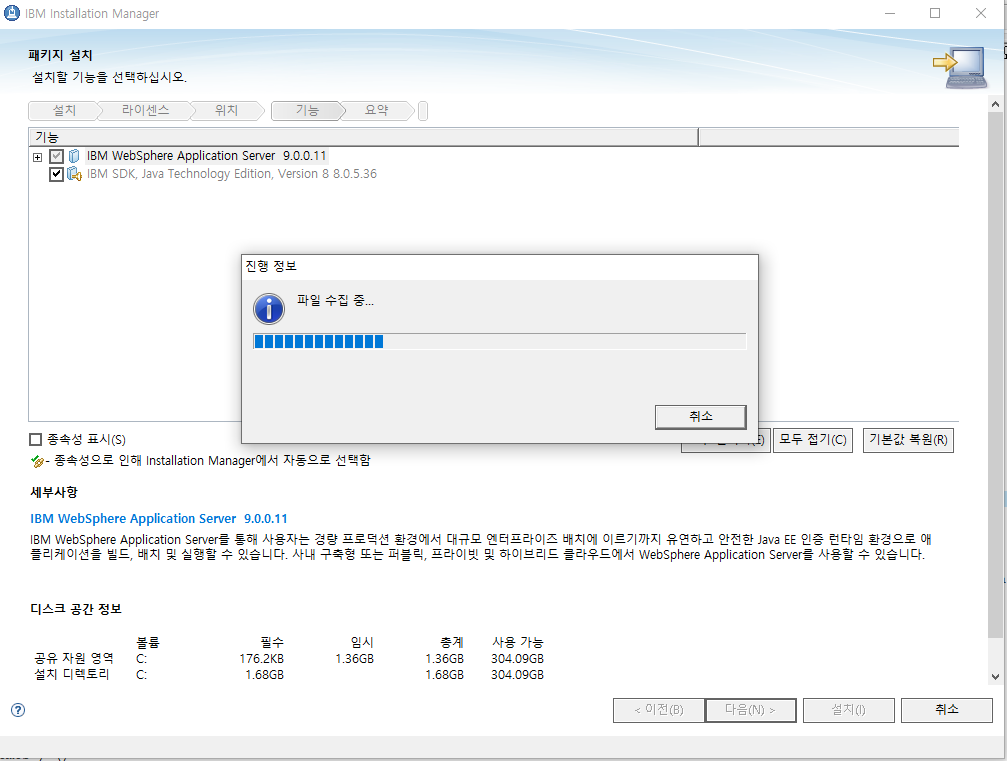 IBM Installation Manager
패키지 설치
설치할 기능을 선택하십시오.
설치
라이센스
위치
기능
요약
기능
IBM WebSphere Application Server 9.0.0.11
IBM SDK, Java Technology Edition, Version 8 8.0.5.36
진행 정보
파일 수집 중...
취소
종속성 표시(S)
모두 접기(C)
기본값 복원(R)
- 종속성으로 인해 Installation Manager에서 자동으로 선택함
세부사항
IBM WebSphere Application Server 9.0.0.11
IBM WebSphere Application Server를 통해 사용자는 경량 프로덕션 환경에서 대규모 엔터프라이즈 배치에 이르기까지 유연하고 안전한 Java EE 인증 런타임 환경으로 애
플리케이션을 빌드, 배치 및 실행할 수 있습니다. 사내 구축형 또는 퍼블릭, 프라이빗 및 하이브리드 클라우드에서 WebSphere Application Server를 사용할 수 있습니다.
디스크 공간 정보
볼륨 필수 임시 총계 사용 가능
공유 자원 영역 C: 176.2KB 1.36GB 1.36GB 304.09GB
설치 디렉토리 C: 1.68GB 1.68GB 304.09GB
< 이전(B)
다음(N) >
설치(I)
취소